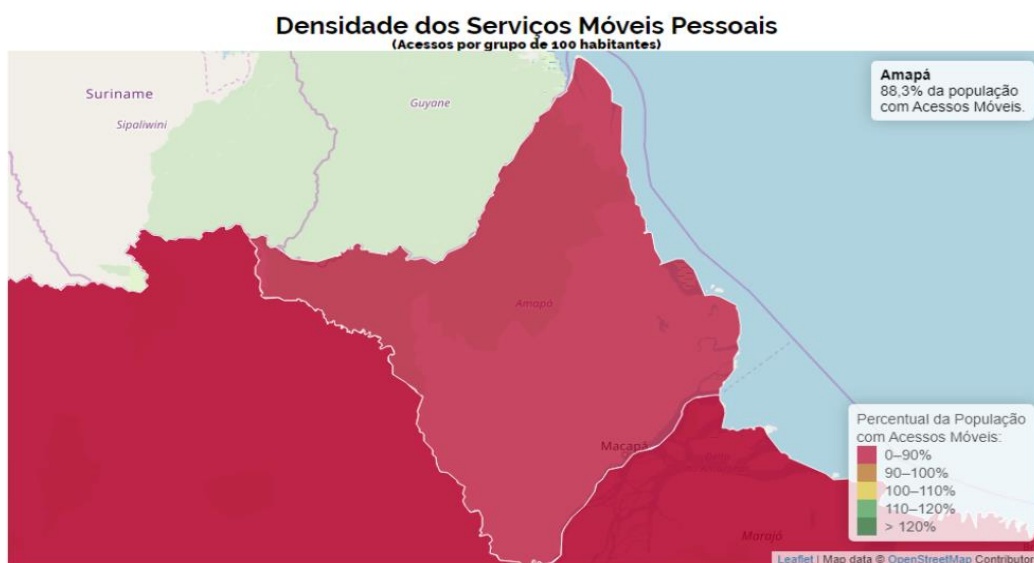 Densidade dos Serviços Móveis Pessoais
(Acessos por grupo de 100 habitantes)
Amapá
88,3% da população
com Acessos Móveis.
Suriname
Sipaliwini
Guyane
Amapá
Macapá
Marajó
Percentual da População
com Acessos Móveis:
0–90%
90–100%
100–110%
110–120%
> 120%
Leaflet | Map data © OpenStreetMap Contributor